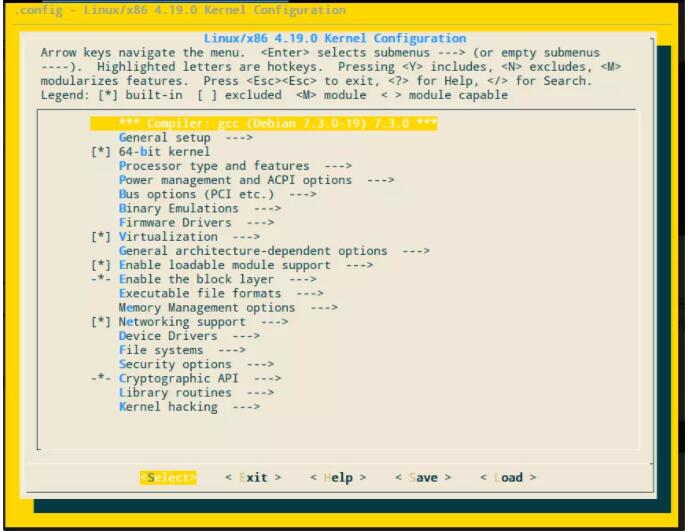 .config - Linux/x86 4.19.0 Kernel Configuration
Linux/x86 4.19.0 Kernel Configuration
Arrow keys navigate the menu. <Enter> selects submenus ---> (or empty submenus
----). Highlighted letters are hotkeys. Pressing <Y> includes, <N> excludes, <M>
modularizes features. Press <Esc><Esc> to exit, <?> for Help, </> for Search.
Legend: [*] built-in [ ] excluded <M> module < > module capable
*** Compiler: gcc (Debian 7.3.0-19) 7.3.0 ***
General setup --->
[*] 64-bit kernel
Processor type and features --->
Power management and ACPI options --->
Bus options (PCI etc.) --->
Binary Emulations --->
Firmware Drivers --->
[*] Virtualization --->
General architecture-dependent options --->
[*] Enable loadable module support --->
-*- Enable the block layer --->
Executable file formats --->
Memory Management options --->
[*] Networking support --->
Device Drivers --->
File systems --->
Security options --->
-*- Cryptographic API --->
Library routines --->
Kernel hacking --->
<Select> < Exit > < Help > < Save > < Load >